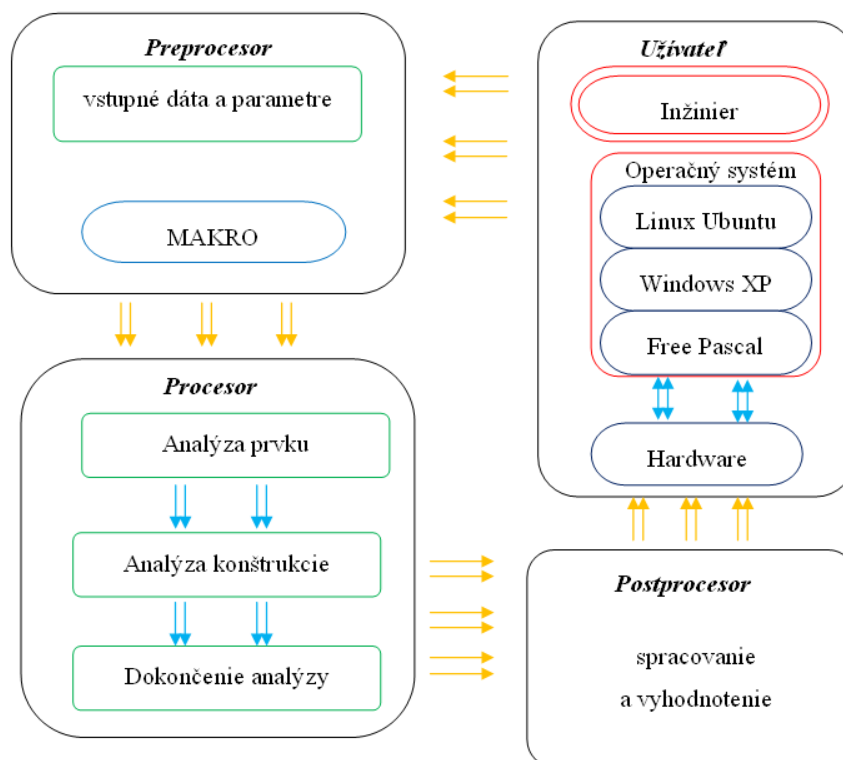 Preprocesor
vstupné dáta a parametre
MAKRO
Užívateľ
Inžinier
Operačný systém
Linux Ubuntu
Windows XP
Free Pascal
Hardware
Procesor
Analýza prvku
Analýza konštrukcie
Dokončenie analýzy
Postprocesor
spracovanie
a vyhodnotenie